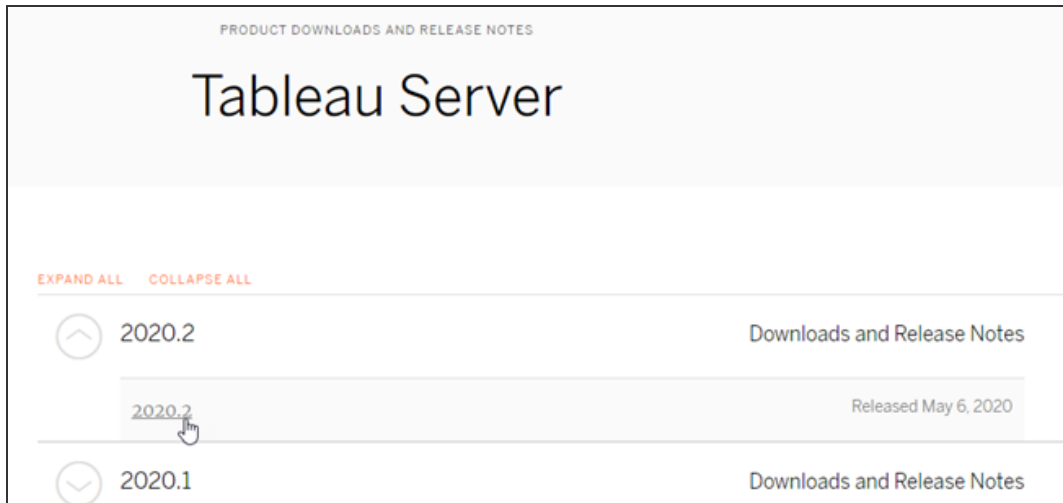 PRODUCT DOWNLOADS AND RELEASE NOTES
Tableau Server
EXPAND ALL COLLAPSE ALL
2020.2 Downloads and Release Notes
2020.2 Released May 6, 2020
2020.1 Downloads and Release Notes